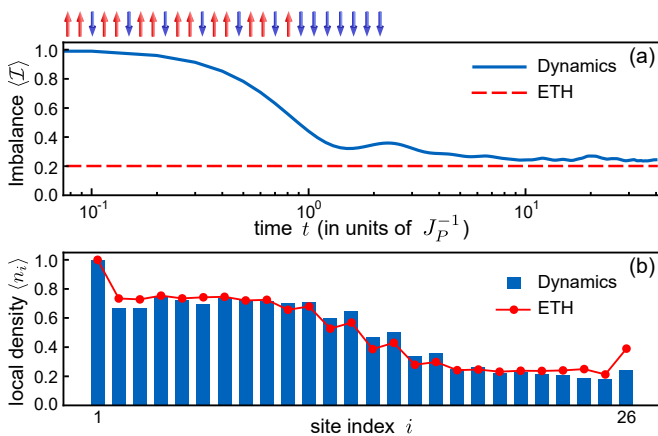 (a)
Imbalance ⟨ℐ⟩
1.0
0.8
0.6
0.4
0.2
0.0
Dynamics
ETH
10⁻¹
10⁰
10¹
time t (in units of J_P⁻¹)
(b)
local density ⟨n_i⟩
1.0
0.8
0.6
0.4
0.2
0.0
Dynamics
ETH
1
26
site index i